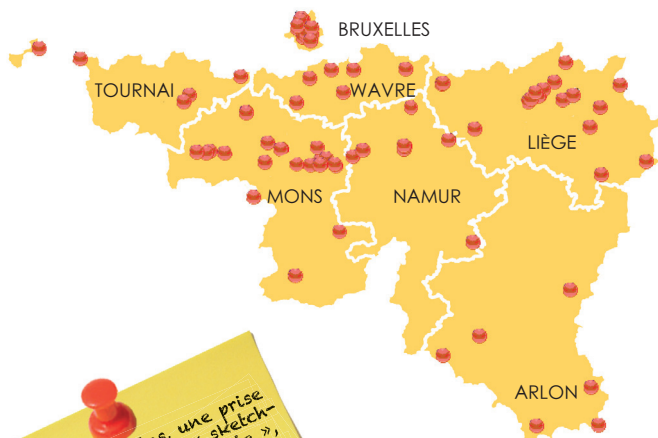 BRUXELLES
TOURNAI
WAVRE
LIÈGE
MONS
NAMUR
ARLON
une prise
sketch-
»,